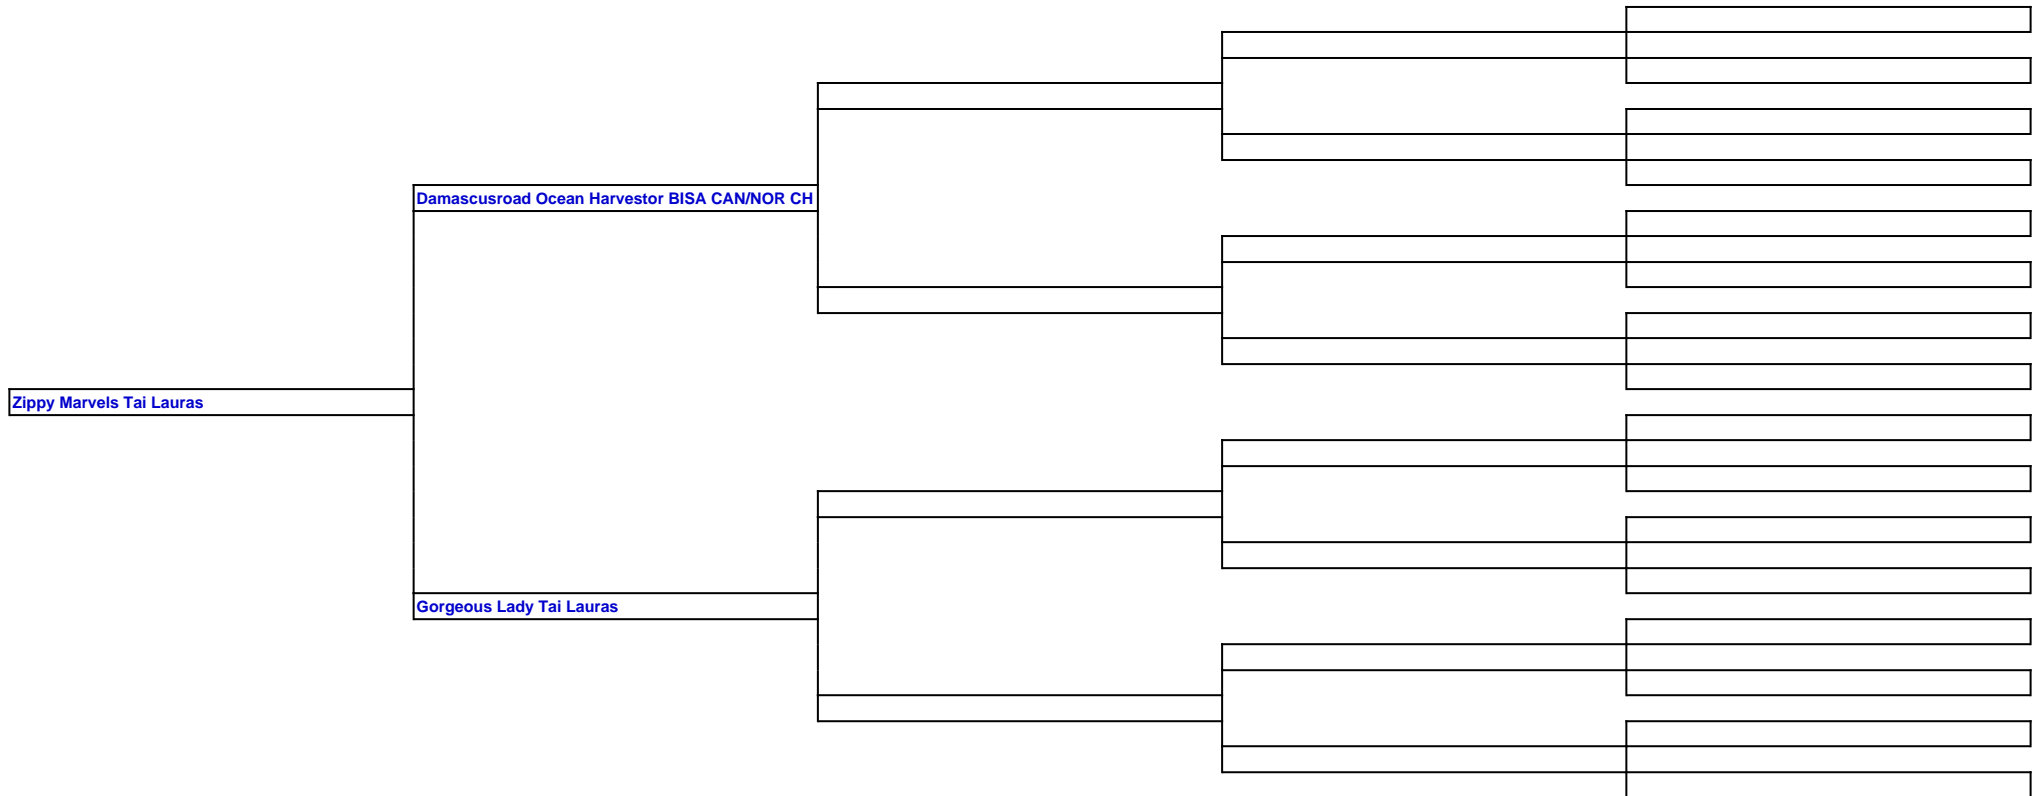 Damascusroad Ocean Harvestor BISA CAN/NOR CH
Zippy Marvels Tai Lauras
Gorgeous Lady Tai Lauras